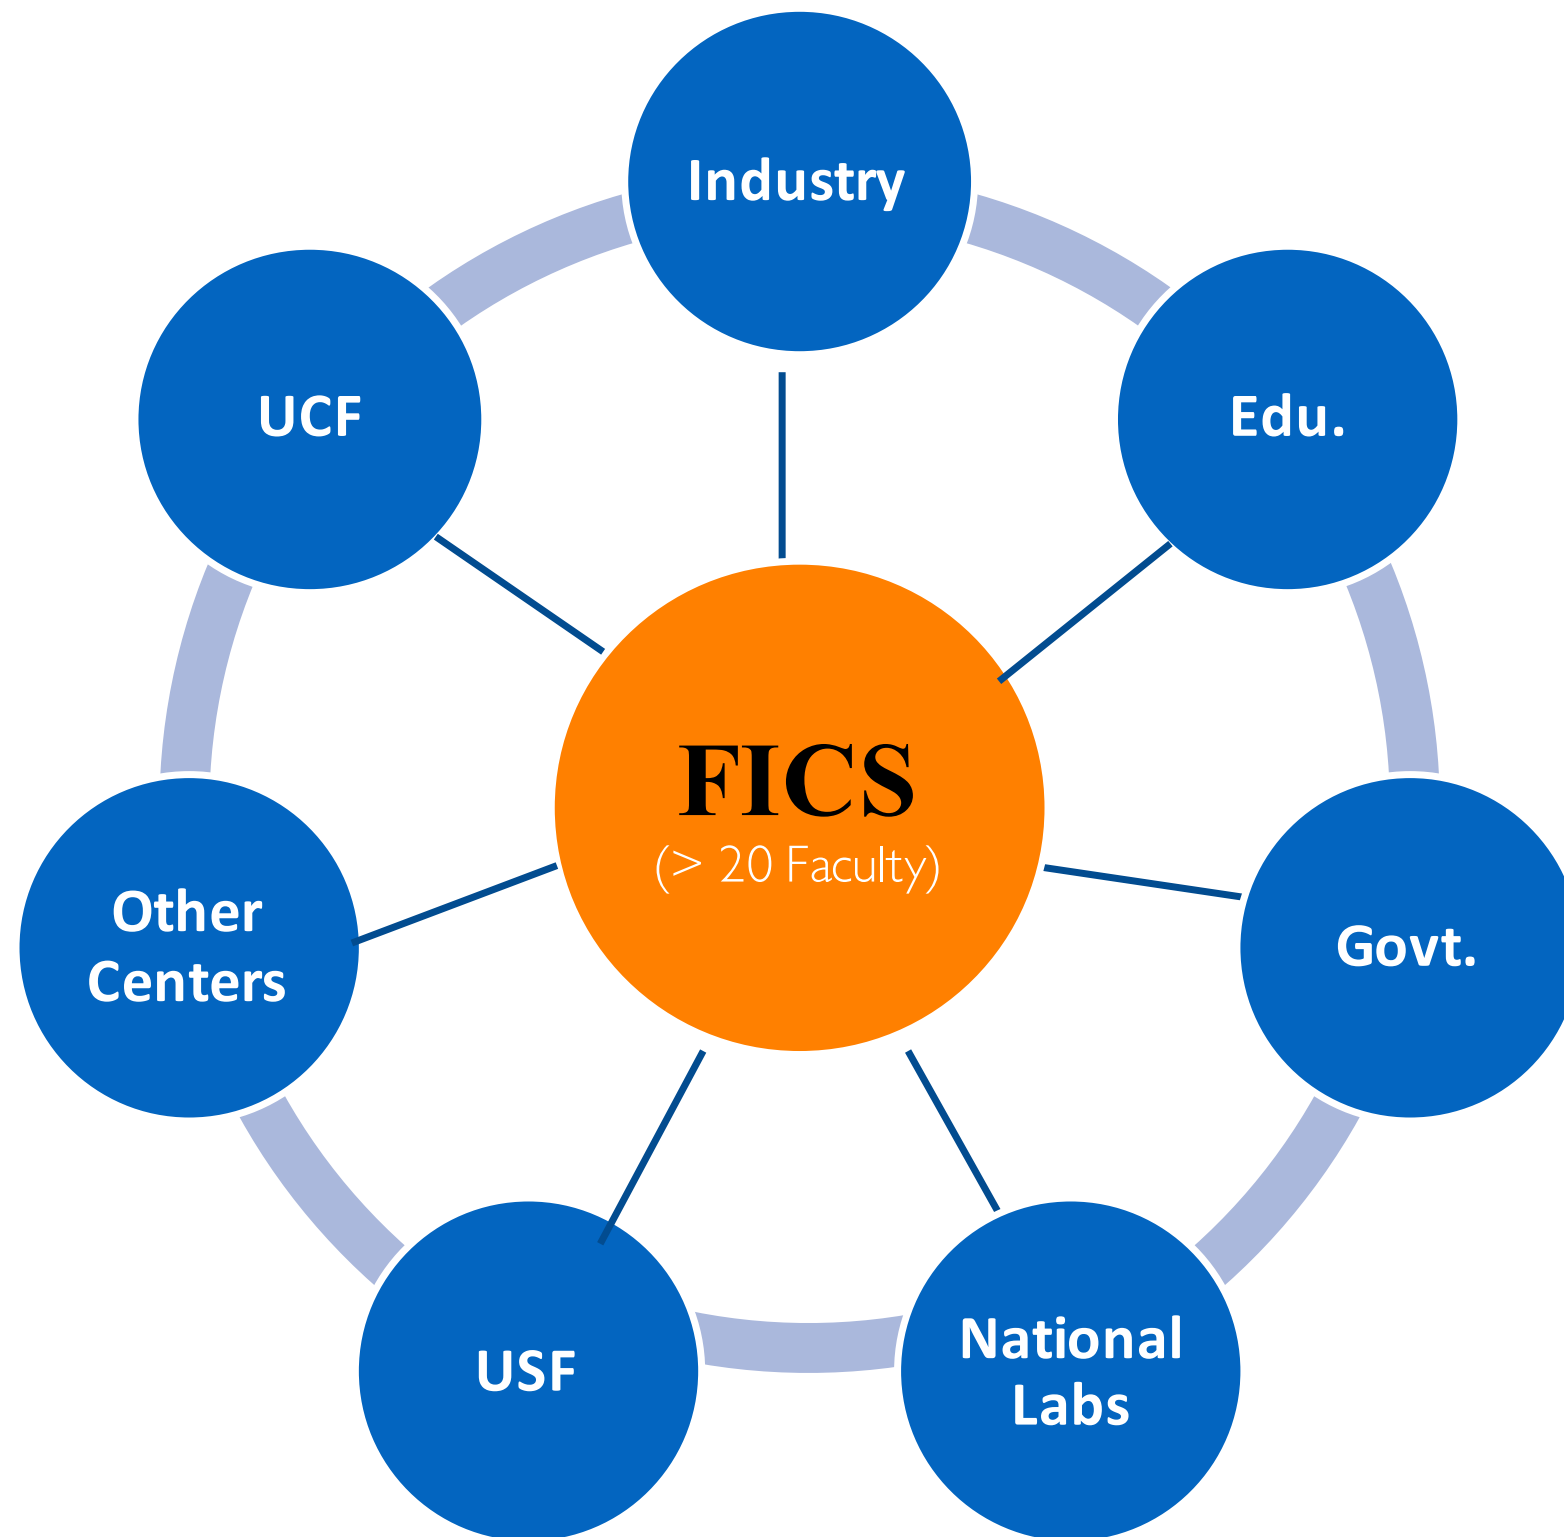 Industry
UCF
Edu.
FICS
(> 20 Faculty)
Other
Centers
Govt.
National
Labs
USF